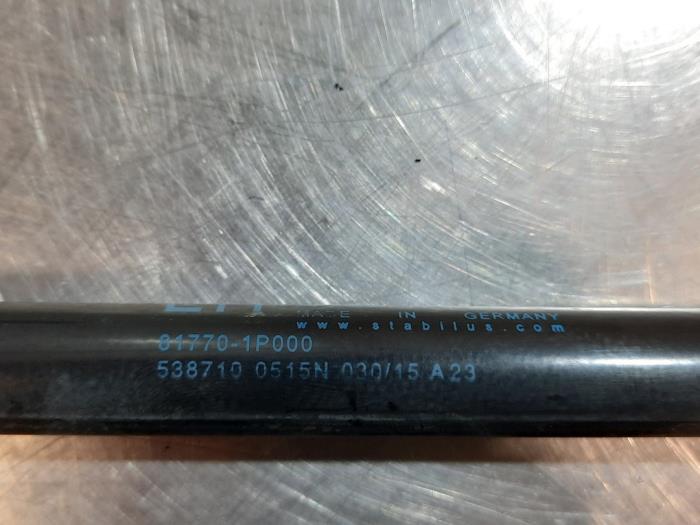 MADE IN GERMANY
www.stabilus.com
81770-1P000
538710 0515N 030/15 A23